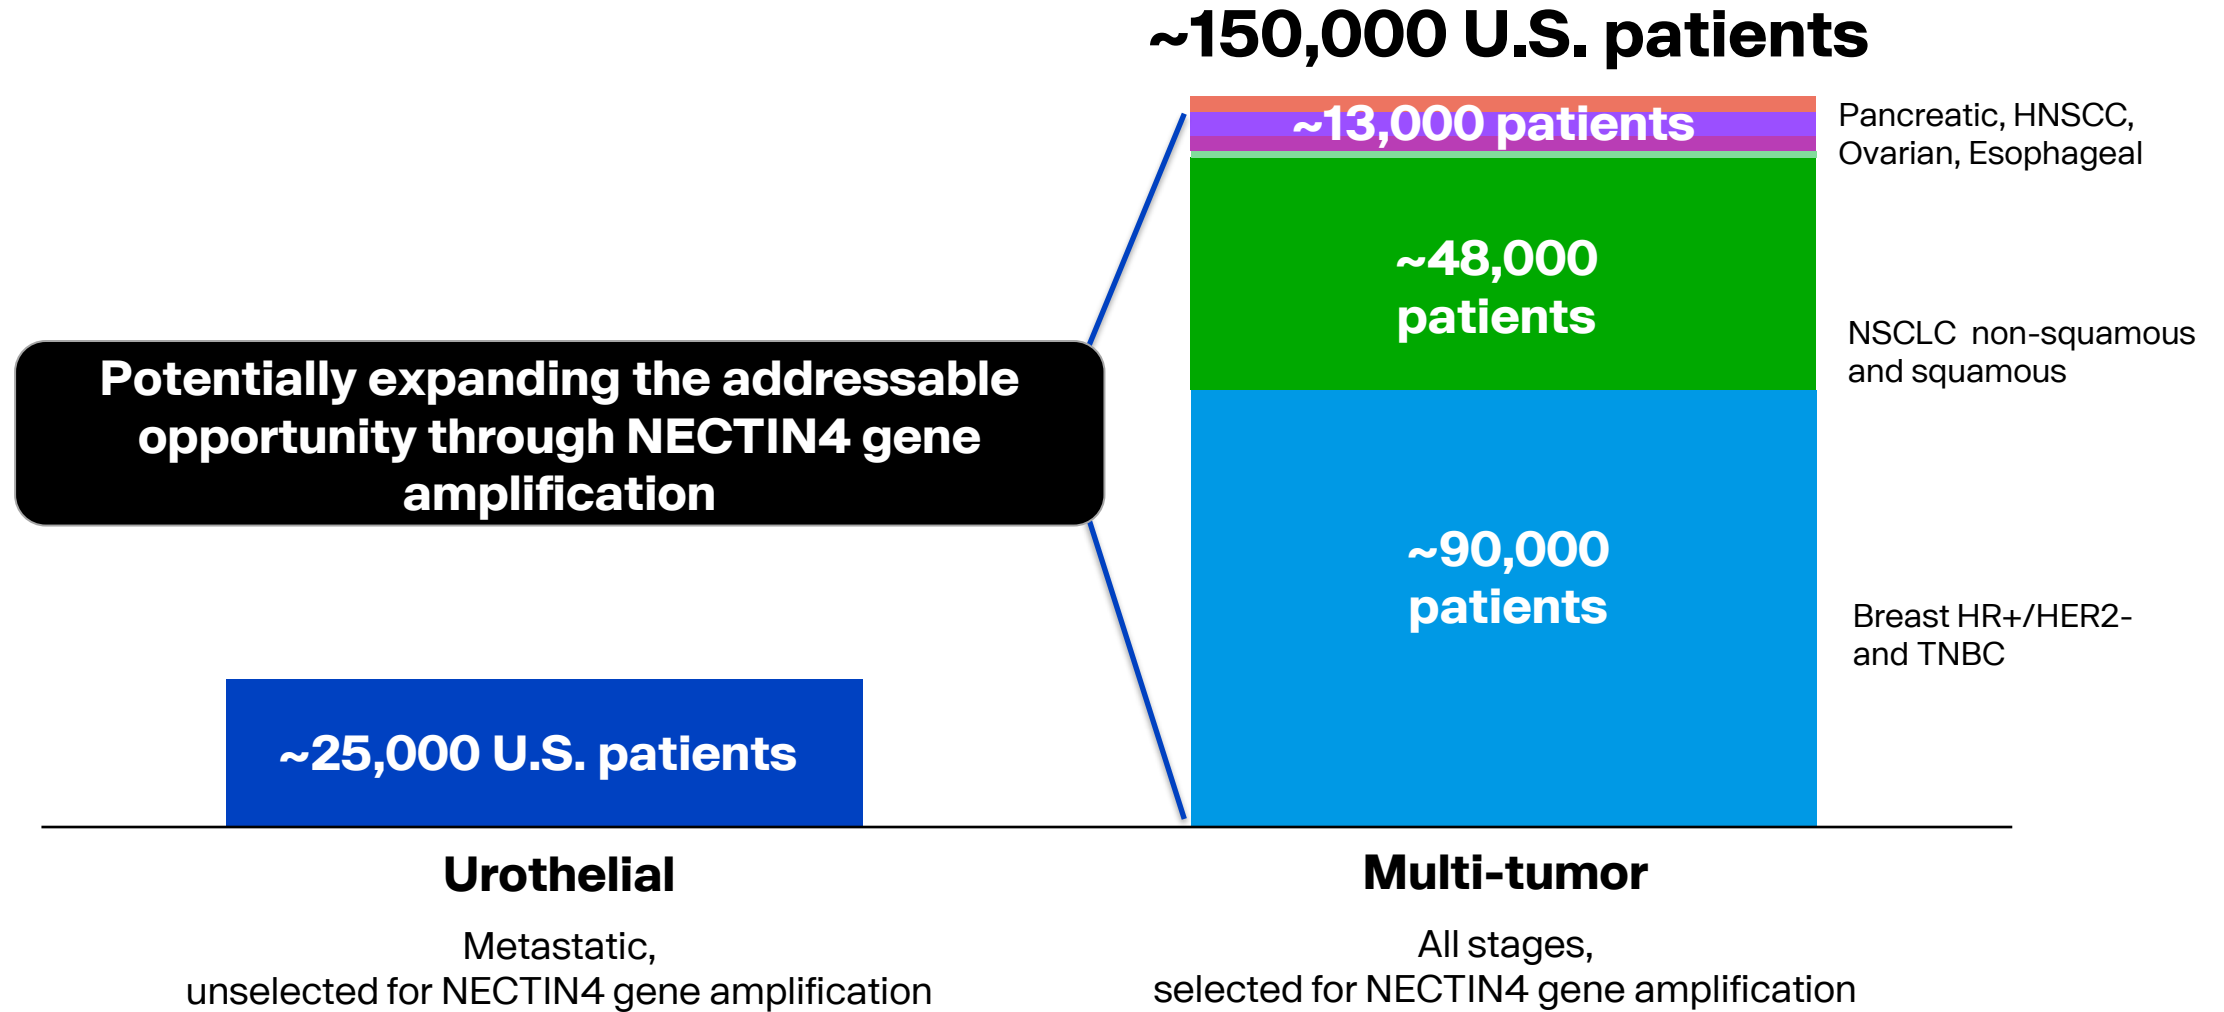 ~150,000 U.S. patients
~13,000 patients
Pancreatic, HNSCC,
Ovarian, Esophageal
~48,000
patients
NSCLC  non-squamous
and squamous
Potentially expanding the addressable
opportunity through NECTIN4 gene
amplification
~90,000
patients
Breast HR+/HER2-
and TNBC
~25,000 U.S. patients
Urothelial
Metastatic,
unselected for NECTIN4 gene amplification
Multi-tumor
All stages,
selected for NECTIN4 gene amplification